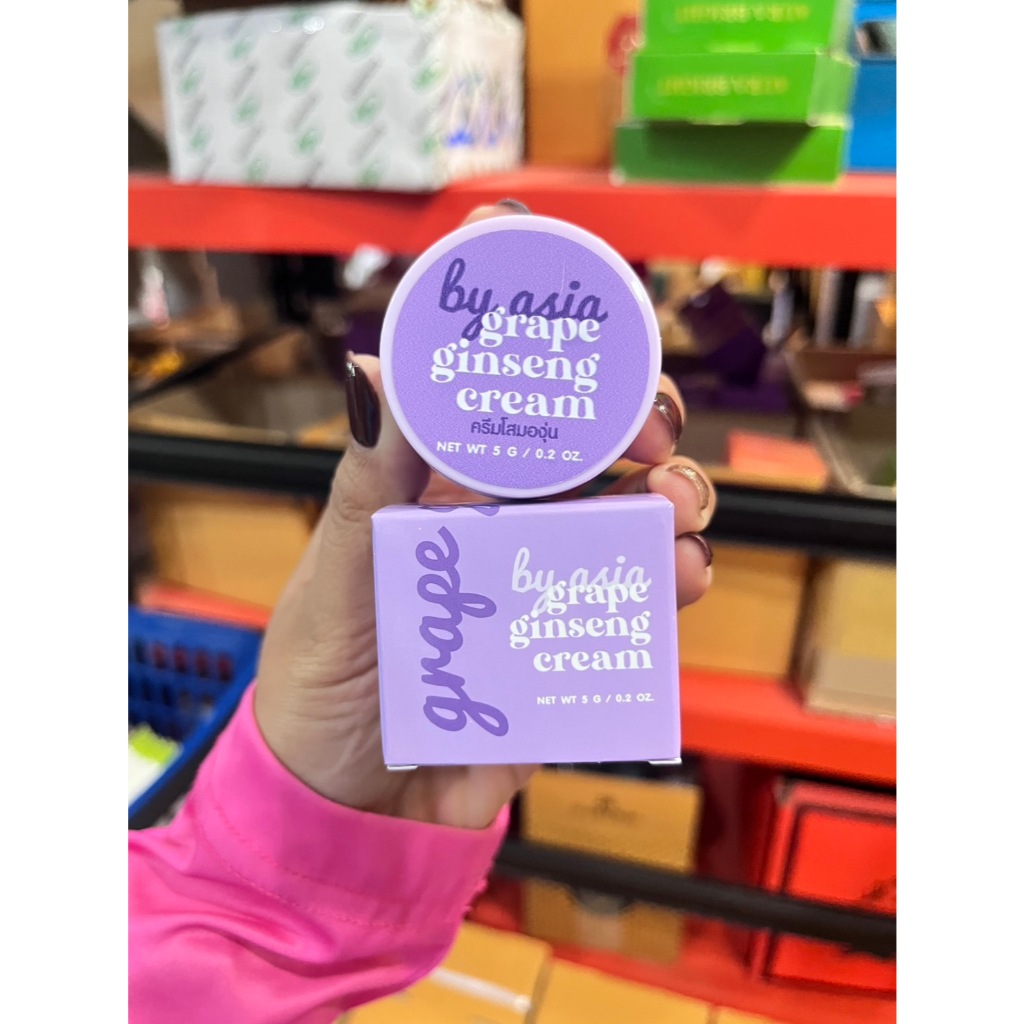 by asia
grape
ginseng
cream
ครีมโสมองุ่น
NET WT 5 G / 0.2 OZ.
grape
by asia
grape
ginseng
cream
NET WT 5 G / 0.2 OZ.